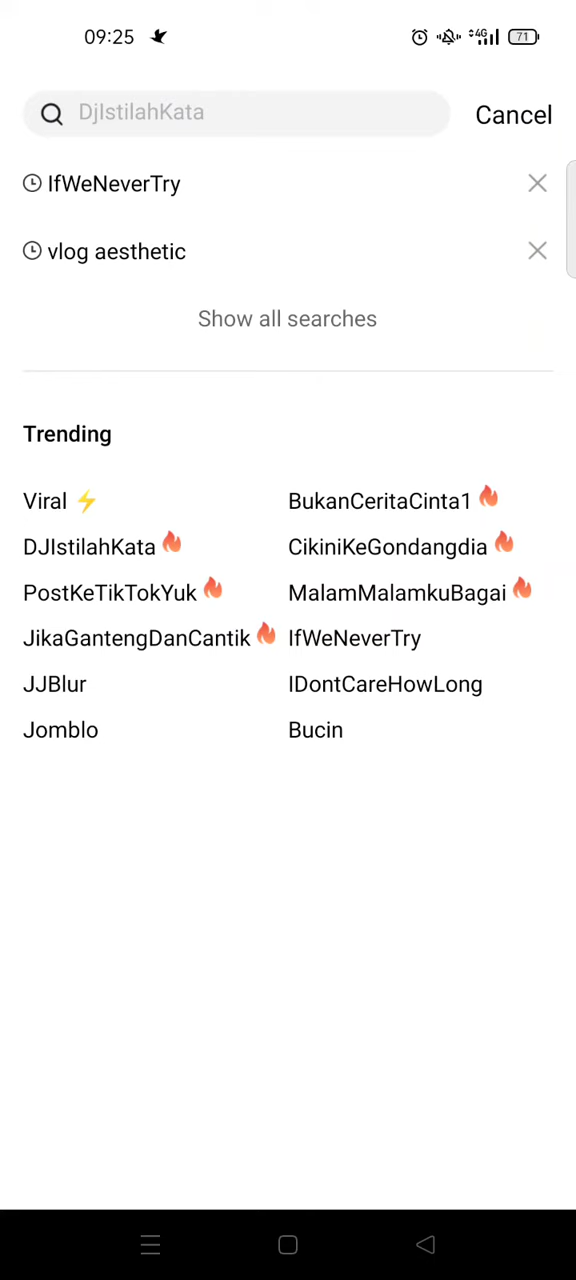 09:25 4G 71
DjIstilahKata Cancel
IfWeNeverTry
vlog aesthetic
Show all searches
Trending
Viral BukanCeritaCinta1
DJIstilahKata CikiniKeGondangdia
PostKeTikTokYuk MalamMalamkuBagai
JikaGantengDanCantik IfWeNeverTry
JJBlur IDontCareHowLong
Jomblo Bucin